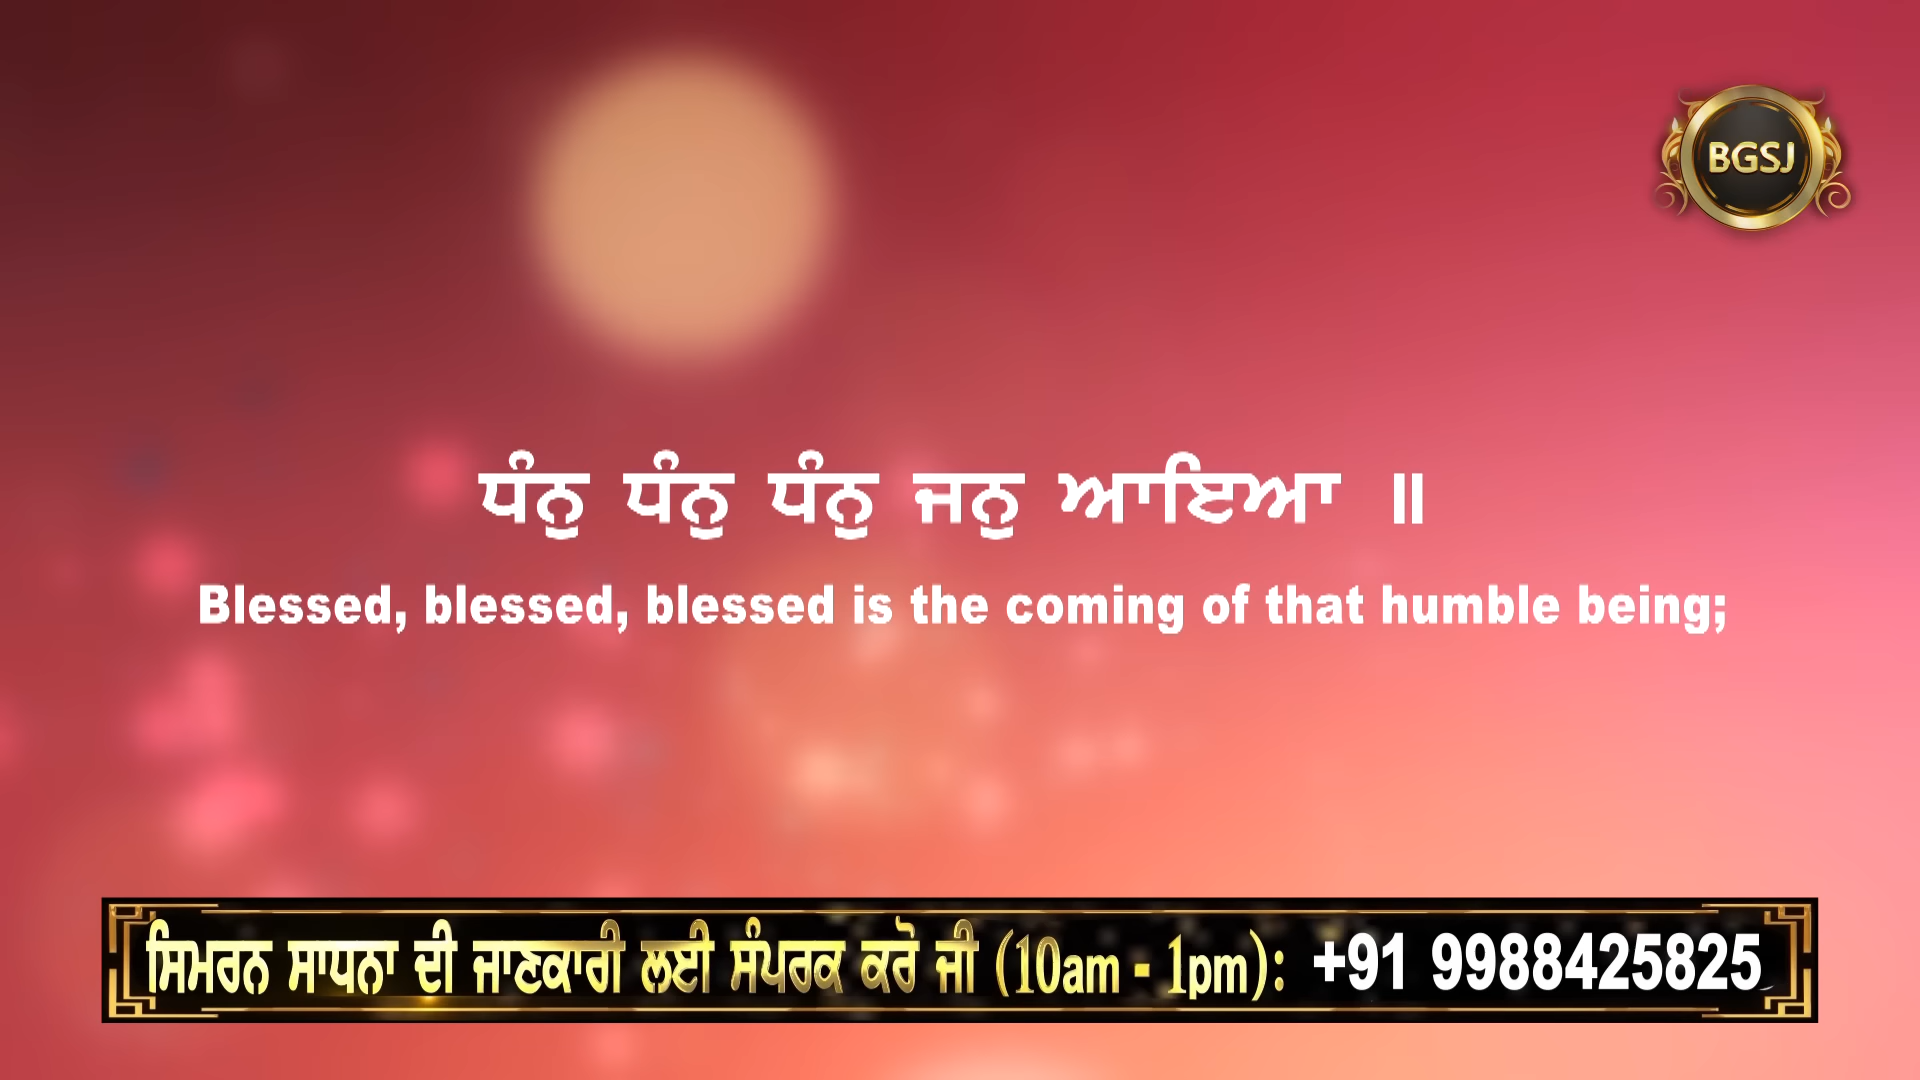 BGSJ
ਧੰਨੁ ਧੰਨੁ ਧੰਨੁ ਜਨੁ ਆਇਆ ॥
Blessed, blessed, blessed is the coming of that humble being;
ਸਿਮਰਨ ਸਾਧਨਾ ਦੀ ਜਾਣਕਾਰੀ ਲਈ ਸੰਪਰਕ ਕਰੋ ਜੀ (10am - 1pm): +91 9988425825